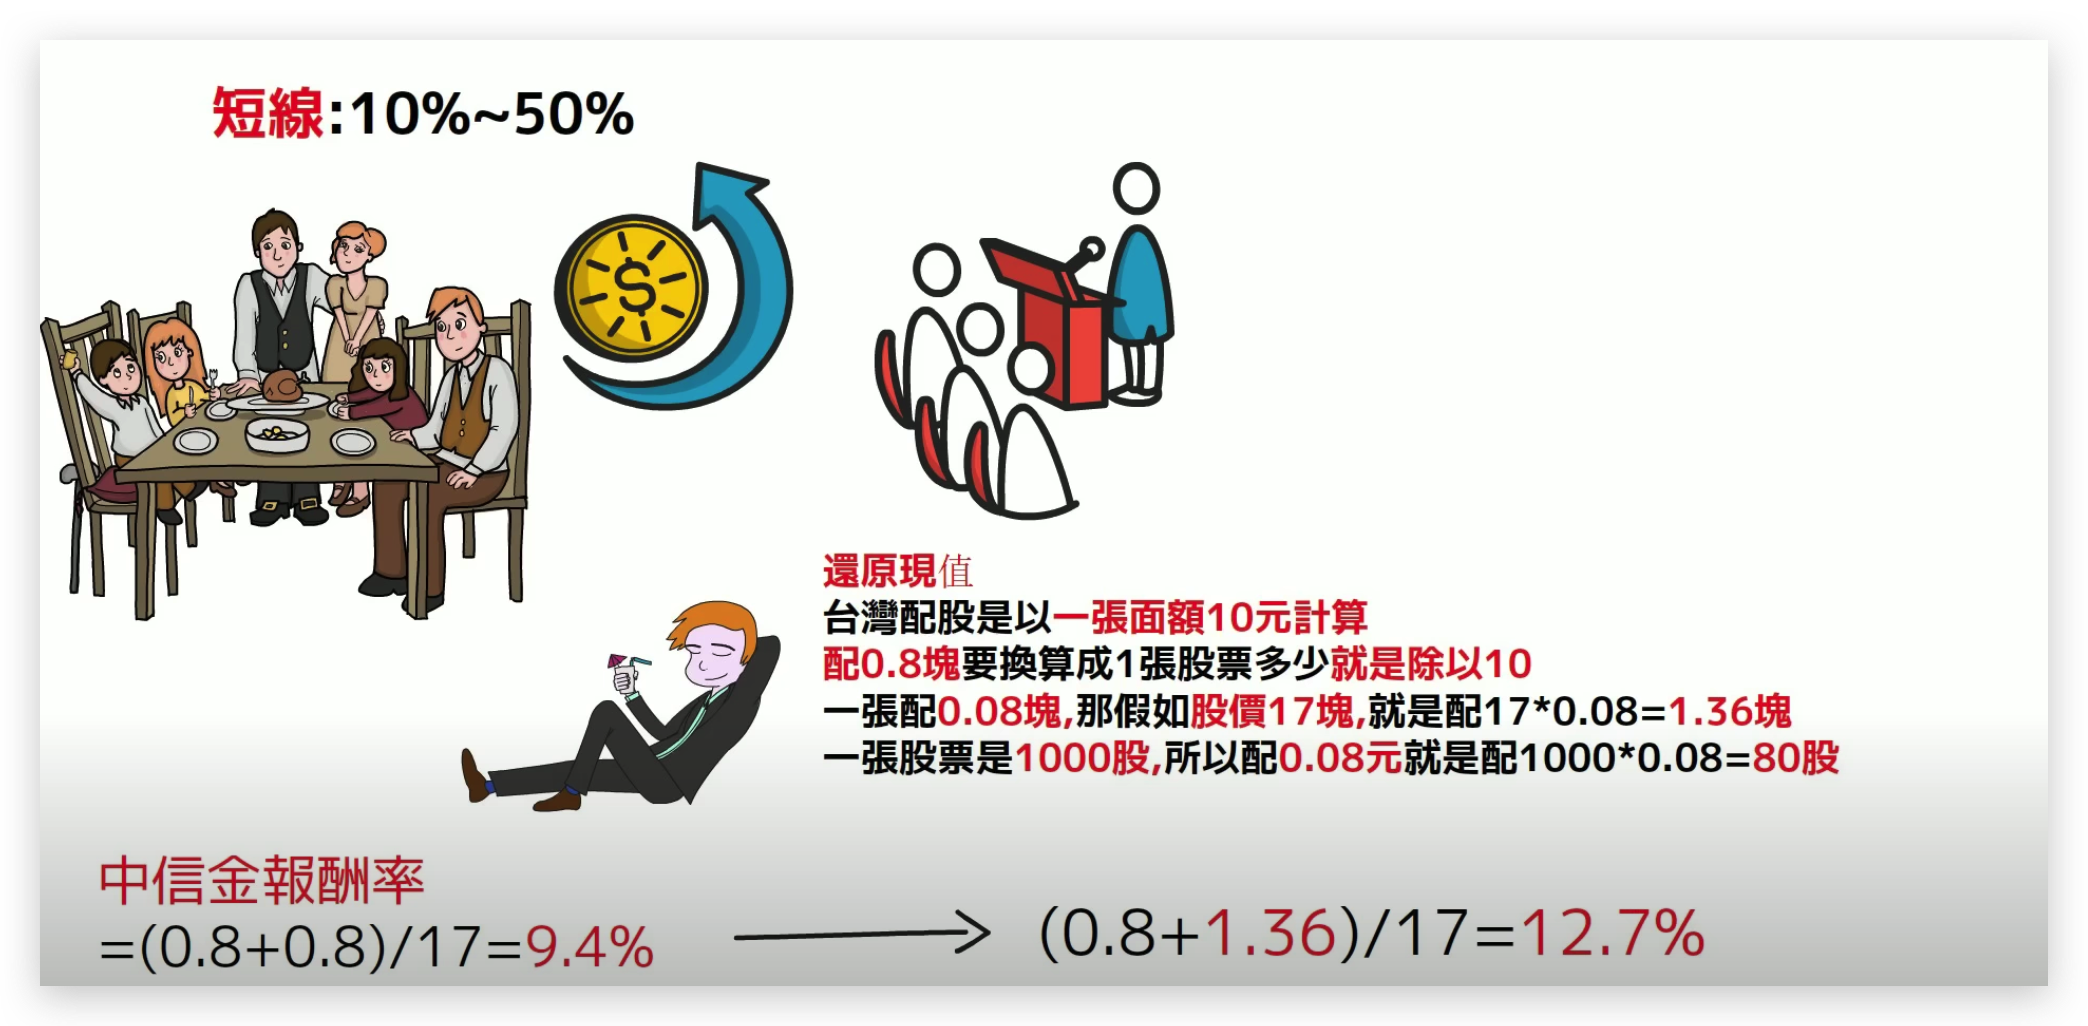 短線:10%~50%
$
還原現值
台灣配股是以一張面額10元計算
配0.8塊要換算成1張股票多少就是除以10
一張配0.08塊,那假如股價17塊,就是配17*0.08=1.36塊
一張股票是1000股,所以配0.08元就是配1000*0.08=80股
中信金報酬率
=(0.8+0.8)/17=9.4%
(0.8+1.36)/17=12.7%